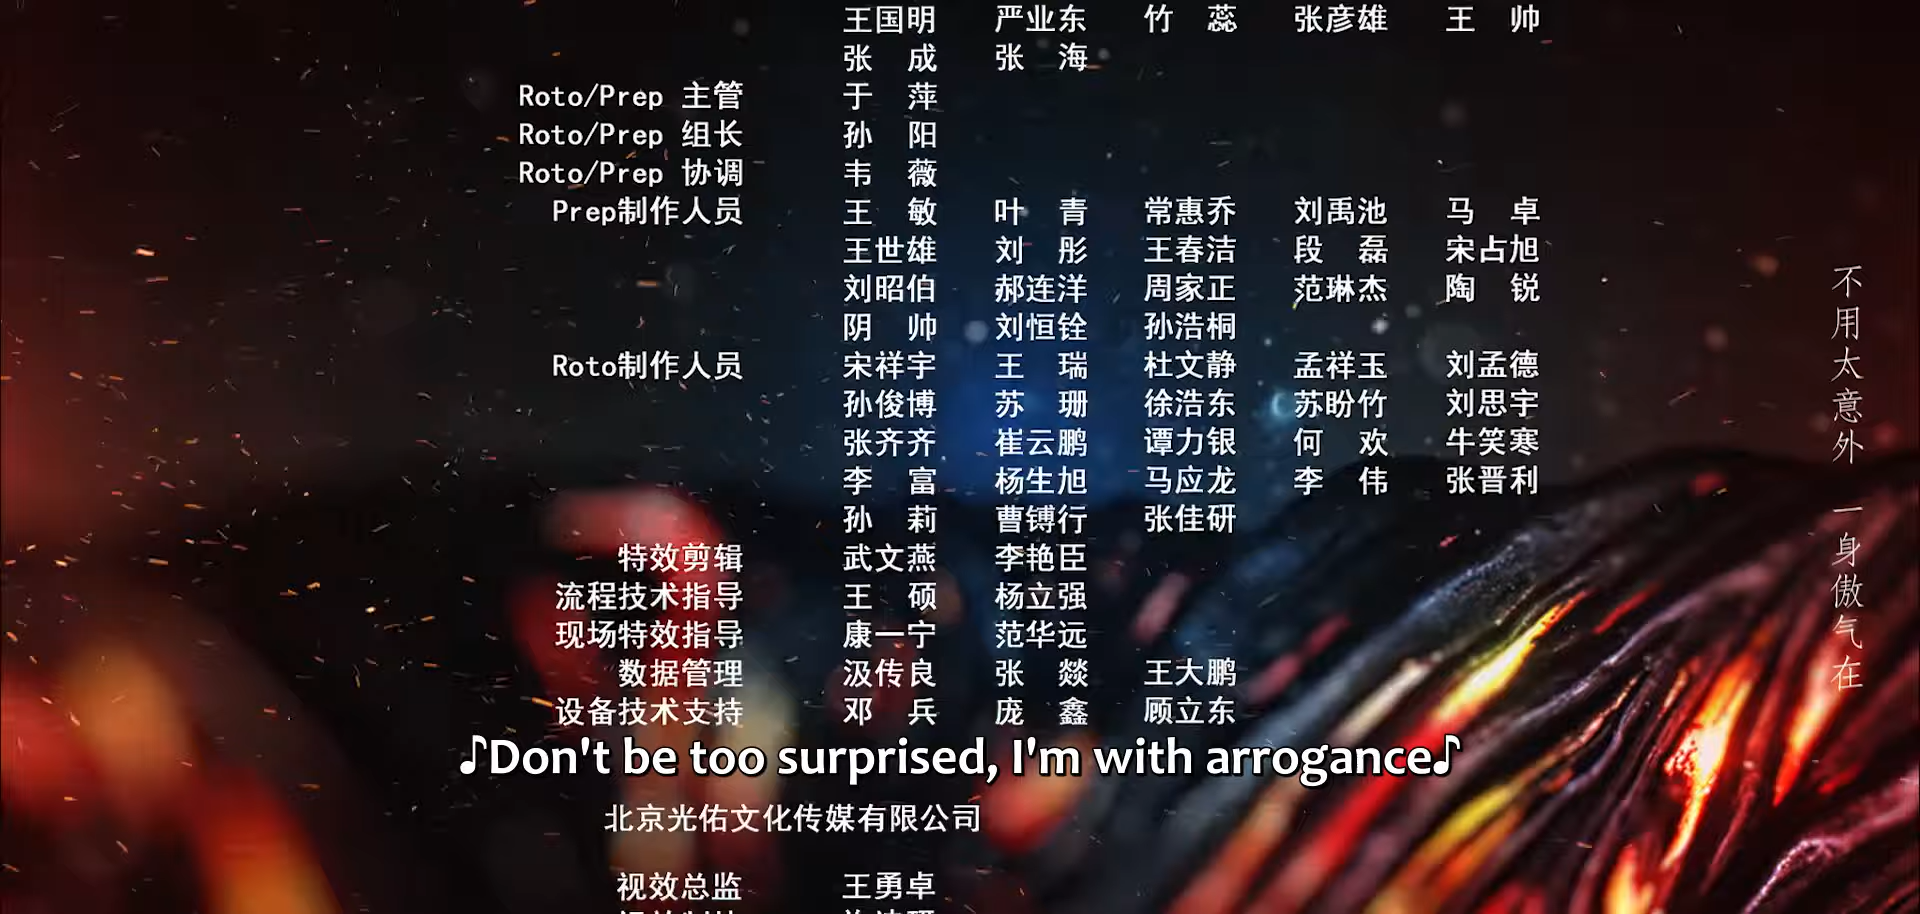 王国明 严业东 竹 蕊 张彦雄 王 帅
张 成 张 海
Roto/Prep 主管 于 萍
Roto/Prep 组长 孙 阳
Roto/Prep 协调 韦 薇
Prep制作人员 王 敏 叶 青 常惠乔 刘禹池 马 卓
王世雄 刘 彤 王春洁 段 磊 宋占旭
刘昭伯 郝连洋 周家正 范琳杰 陶 锐
阴 帅 刘恒铨 孙浩桐
Roto制作人员 宋祥宇 王 瑞 杜文静 孟祥玉 刘孟德
孙俊博 苏 珊 徐浩东 苏盼竹 刘思宇
张齐齐 崔云鹏 谭力银 何 欢 牛笑寒
李 富 杨生旭 马应龙 李 伟 张晋利
孙 莉 曹镈行 张佳研
特效剪辑 武文燕 李艳臣
流程技术指导 王 硕 杨立强
现场特效指导 康一宁 范华远
数据管理 汲传良 张 燚 王大鹏
设备技术支持 邓 兵 庞 鑫 顾立东
♪Don't be too surprised, I'm with arrogance♪
北京光佑文化传媒有限公司
视效总监 王勇卓
不用太意外 一身傲气在